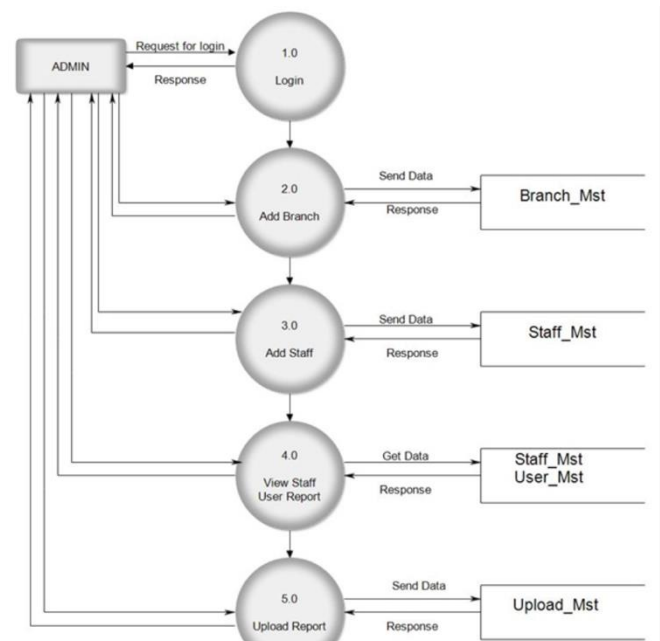 ADMIN
Request for login
Response
1.0
Login
2.0
Add Branch
Send Data
Response
Branch_Mst
3.0
Add Staff
Send Data
Response
Staff_Mst
4.0
View Staff
User Report
Get Data
Response
Staff_Mst
User_Mst
5.0
Upload Report
Send Data
Response
Upload_Mst